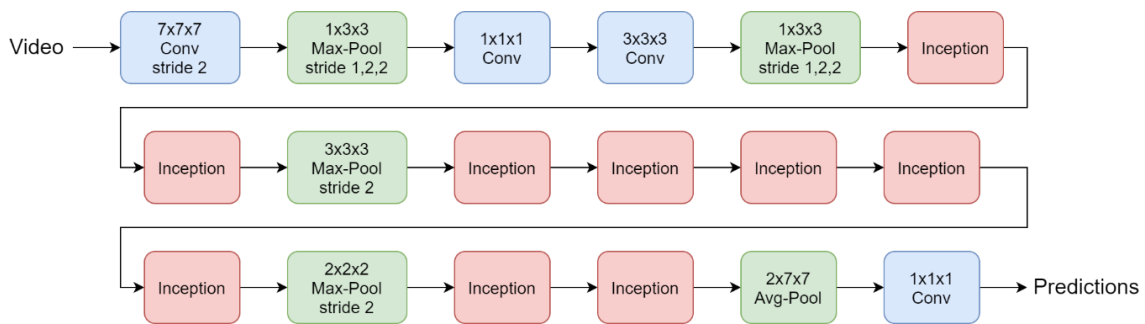 Video
7x7x7
Conv
stride 2
1x3x3
Max-Pool
stride 1,2,2
1x1x1
Conv
3x3x3
Conv
1x3x3
Max-Pool
stride 1,2,2
Inception
Inception
3x3x3
Max-Pool
stride 2
Inception
Inception
Inception
Inception
Inception
2x2x2
Max-Pool
stride 2
Inception
Inception
2x7x7
Avg-Pool
1x1x1
Conv
Predictions